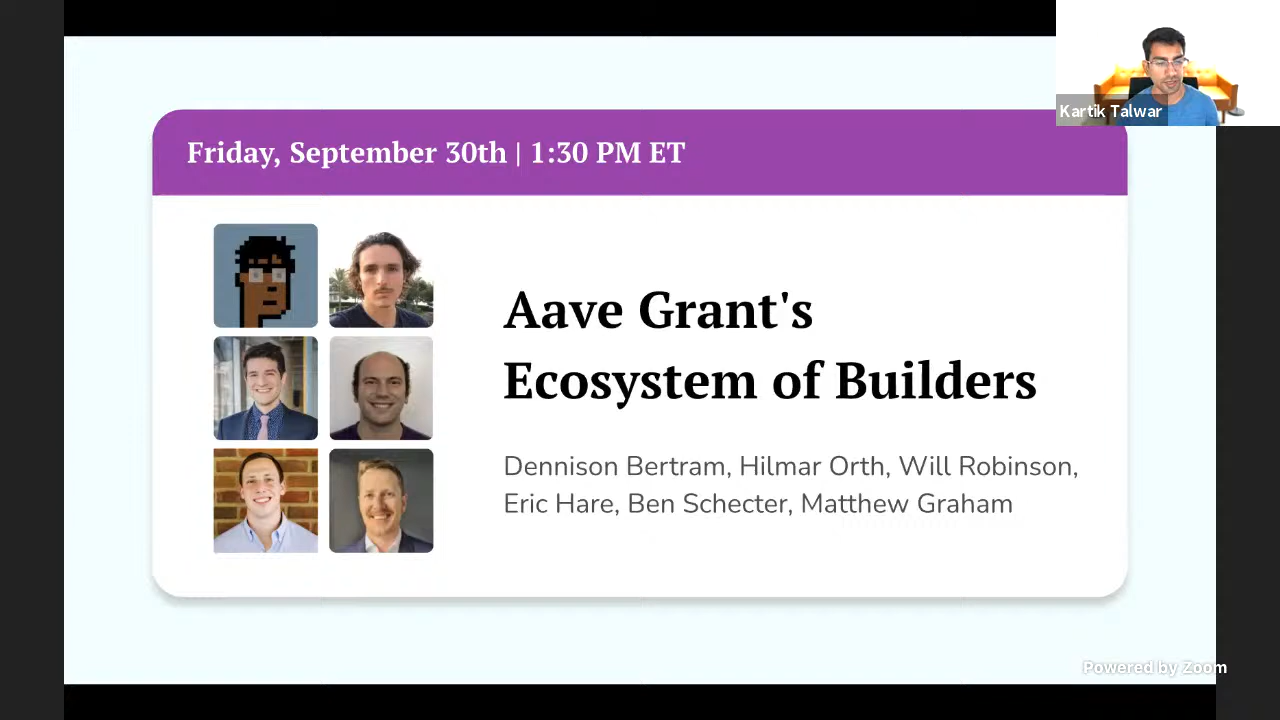 Kartik Talwar
Friday, September 30th | 1:30 PM ET
Aave Grant's
Ecosystem of Builders
Dennison Bertram, Hilmar Orth, Will Robinson,
Eric Hare, Ben Schecter, Matthew Graham
Powered by Zoom